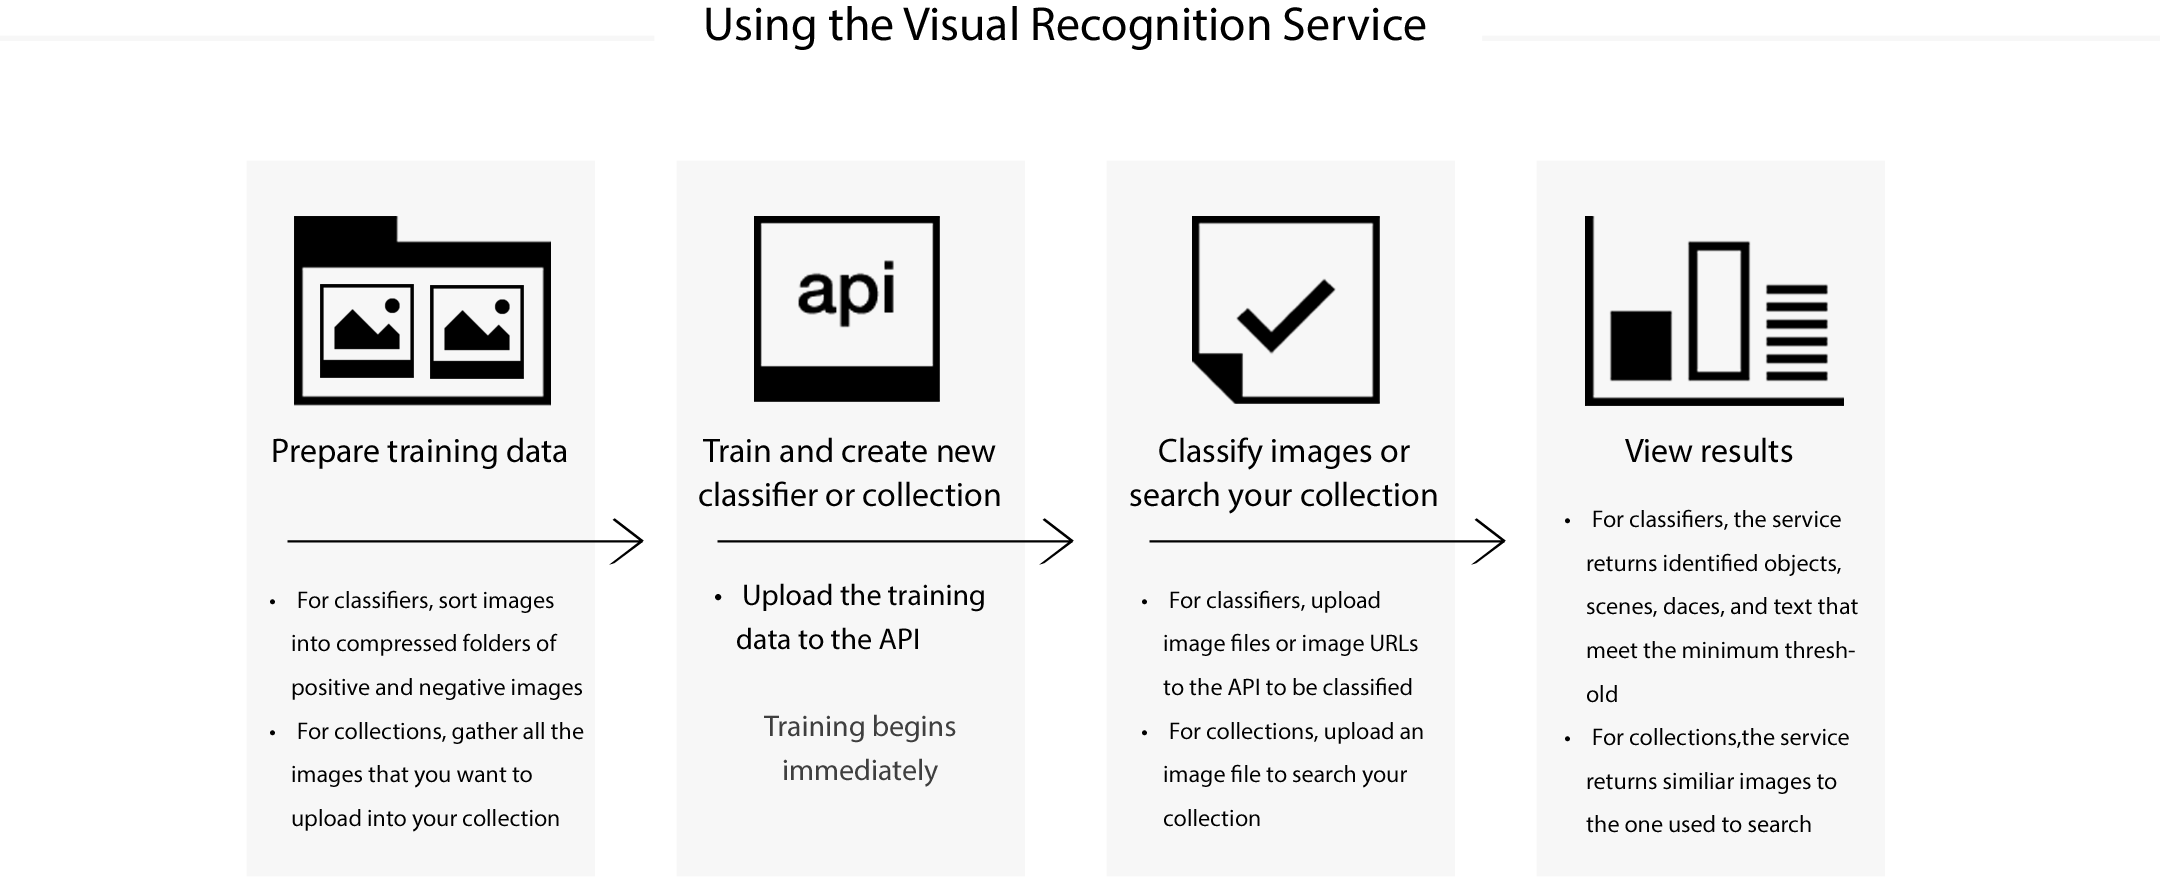 Using the Visual Recognition Service
api
Prepare training data
• For classifiers, sort images
into compressed folders of
positive and negative images
• For collections, gather all the
images that you want to
upload into your collection
Train and create new
classifier or collection
• Upload the training
data to the API
Training begins
immediately
Classify images or
search your collection
• For classifiers, upload
image files or image URLs
to the API to be classified
• For collections, upload an
image file to search your
collection
View results
• For classifiers, the service
returns identified objects,
scenes, daces, and text that
meet the minimum thresh-
old
• For collections,the service
returns similiar images to
the one used to search